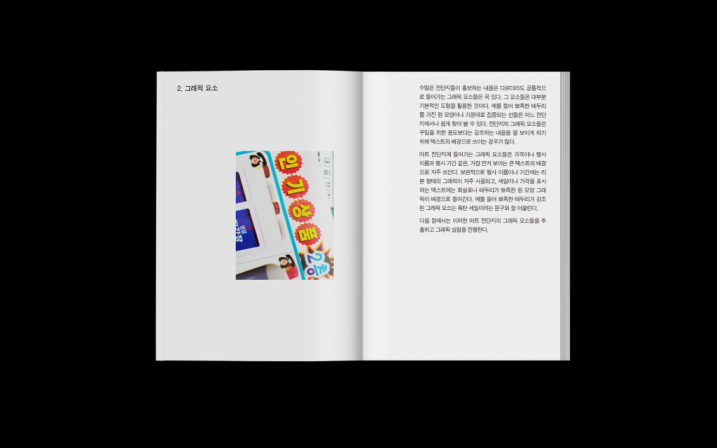 2. 그래픽 요소
인기상품
2층
수많은 전단지들이 홍보하는 내용은 다르더라도 공통적으
로 들어가는 그래픽 요소들은 꼭 있다. 그 요소들은 대부분
기본적인 도형을 활용한 것이다. 예를 들어 뾰족한 테두리
를 가진 원 모양이나 가운데로 집중되는 선들은 어느 전단
지에서나 쉽게 찾아 볼 수 있다. 전단지의 그래픽 요소들은
꾸밈을 위한 용도보다는 강조하는 내용을 잘 보이게 하기
위해 텍스트의 배경으로 쓰이는 경우가 많다.
마트 전단지에 들어가는 그래픽 요소들은 가격이나 행사
이름과 행사 기간 같은, 가장 먼저 보이는 큰 텍스트의 배경
으로 자주 쓰인다. 보편적으로 행사 이름이나 기간에는 리
본 형태의 그래픽이 자주 사용되고, 세일이나 가격을 표시
하는 텍스트에는 화살표나 테두리가 뾰족한 원 모양 그래
픽이 배경으로 들어간다. 예를 들어 뾰족한 테두리가 강조
된 그래픽 요소는 폭탄 세일이라는 문구와 잘 어울린다.
다음 장에서는 이러한 마트 전단지의 그래픽 요소들을 추
출하고 그래픽 실험을 진행한다.